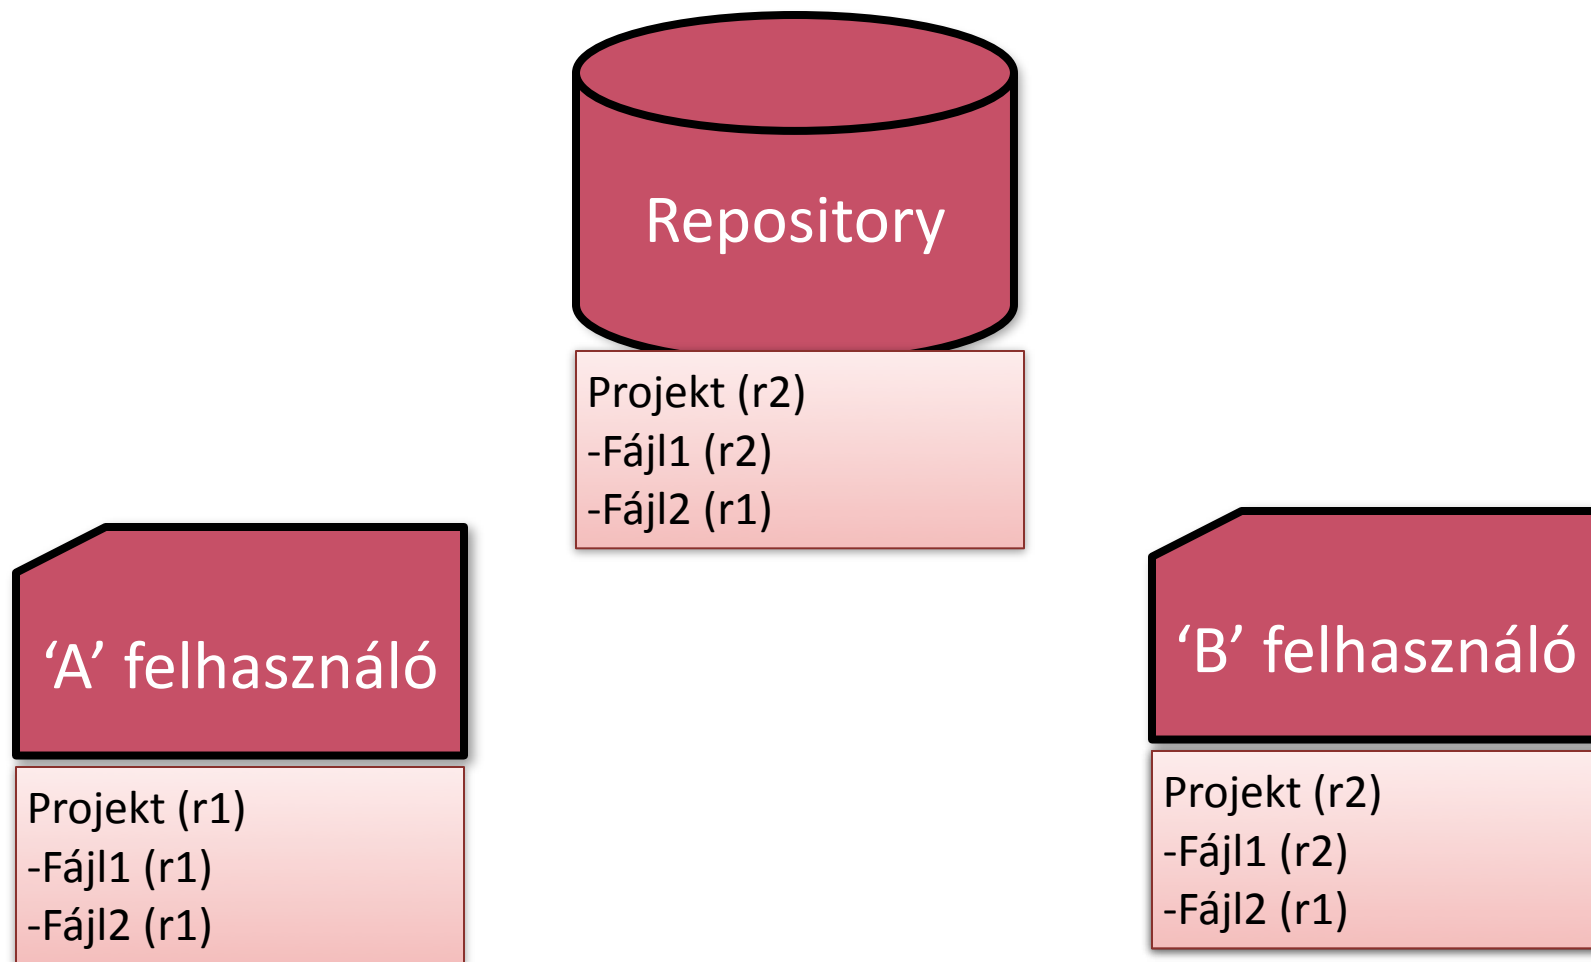 Repository
Projekt (r2)
-Fájl1 (r2)
-Fájl2 (r1)
‘A’ felhasználó
Projekt (r1)
-Fájl1 (r1)
-Fájl2 (r1)
‘B’ felhasználó
Projekt (r2)
-Fájl1 (r2)
-Fájl2 (r1)